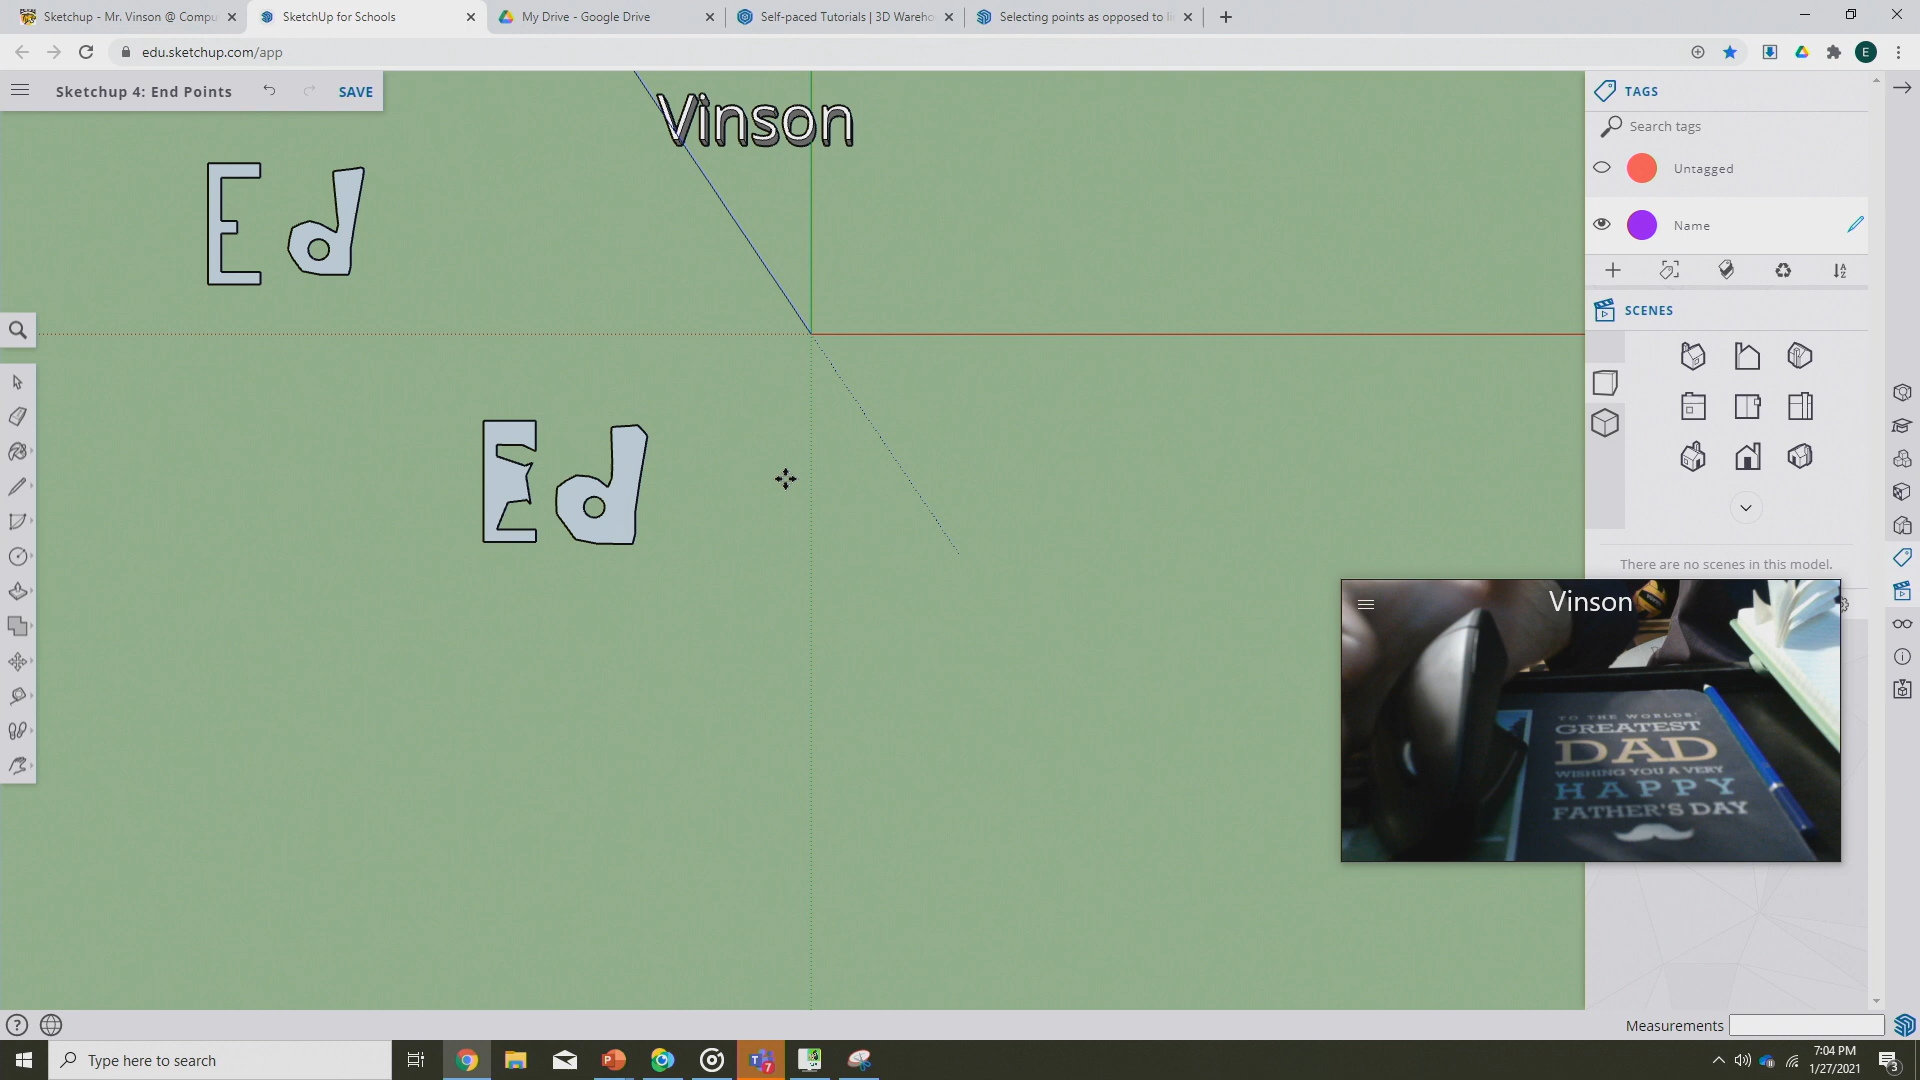 Sketchup - Mr. Vinson @ Compu
SketchUp for Schools
My Drive - Google Drive
Self-paced Tutorials | 3D Wareho
Selecting points as opposed to li
edu.sketchup.com/app
E
Sketchup 4: End Points
SAVE
Vinson
Ed
Ed
TAGS
Search tags
Untagged
Name
SCENES
There are no scenes in this model.
Vinson
TO THE WORLDS'
GREATEST
DAD
WISHING YOU A VERY
HAPPY
FATHER'S DAY
Measurements
Type here to search
7
7:04 PM
1/27/2021
3